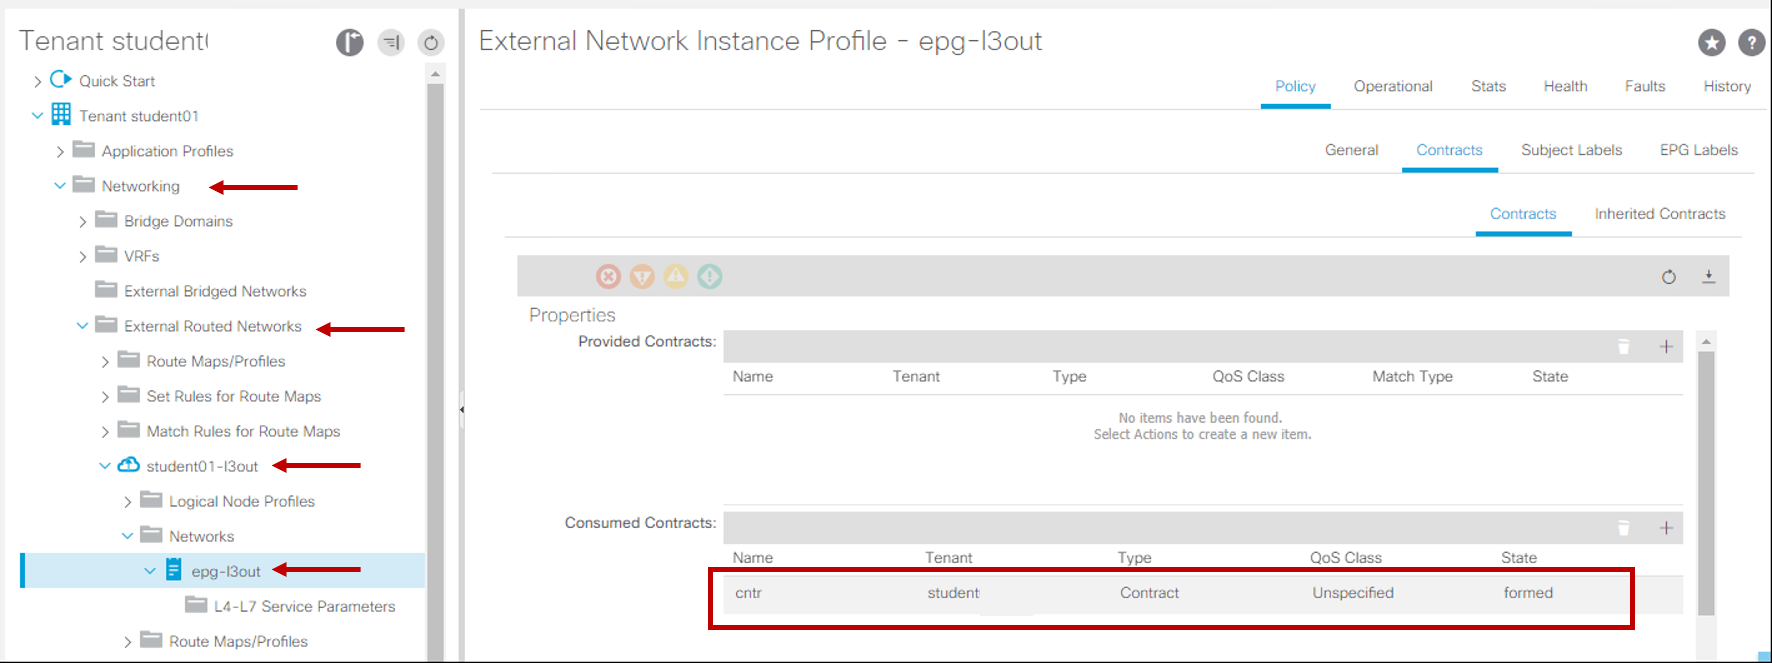 Tenant student
Quick Start
Tenant student01
Application Profiles
Networking
Bridge Domains
VRFs
External Bridged Networks
External Routed Networks
Route Maps/Profiles
Set Rules for Route Maps
Match Rules for Route Maps
student01-l3out
Logical Node Profiles
Networks
epg-l3out
L4-L7 Service Parameters
Route Maps/Profiles
External Network Instance Profile - epg-l3out
Policy Operational Stats Health Faults History
General Contracts Subject Labels EPG Labels
Contracts Inherited Contracts
Properties
Provided Contracts:
Name Tenant Type QoS Class Match Type State
No items have been found.
Select Actions to create a new item.
Consumed Contracts:
Name Tenant Type QoS Class State
cntr student Contract Unspecified formed